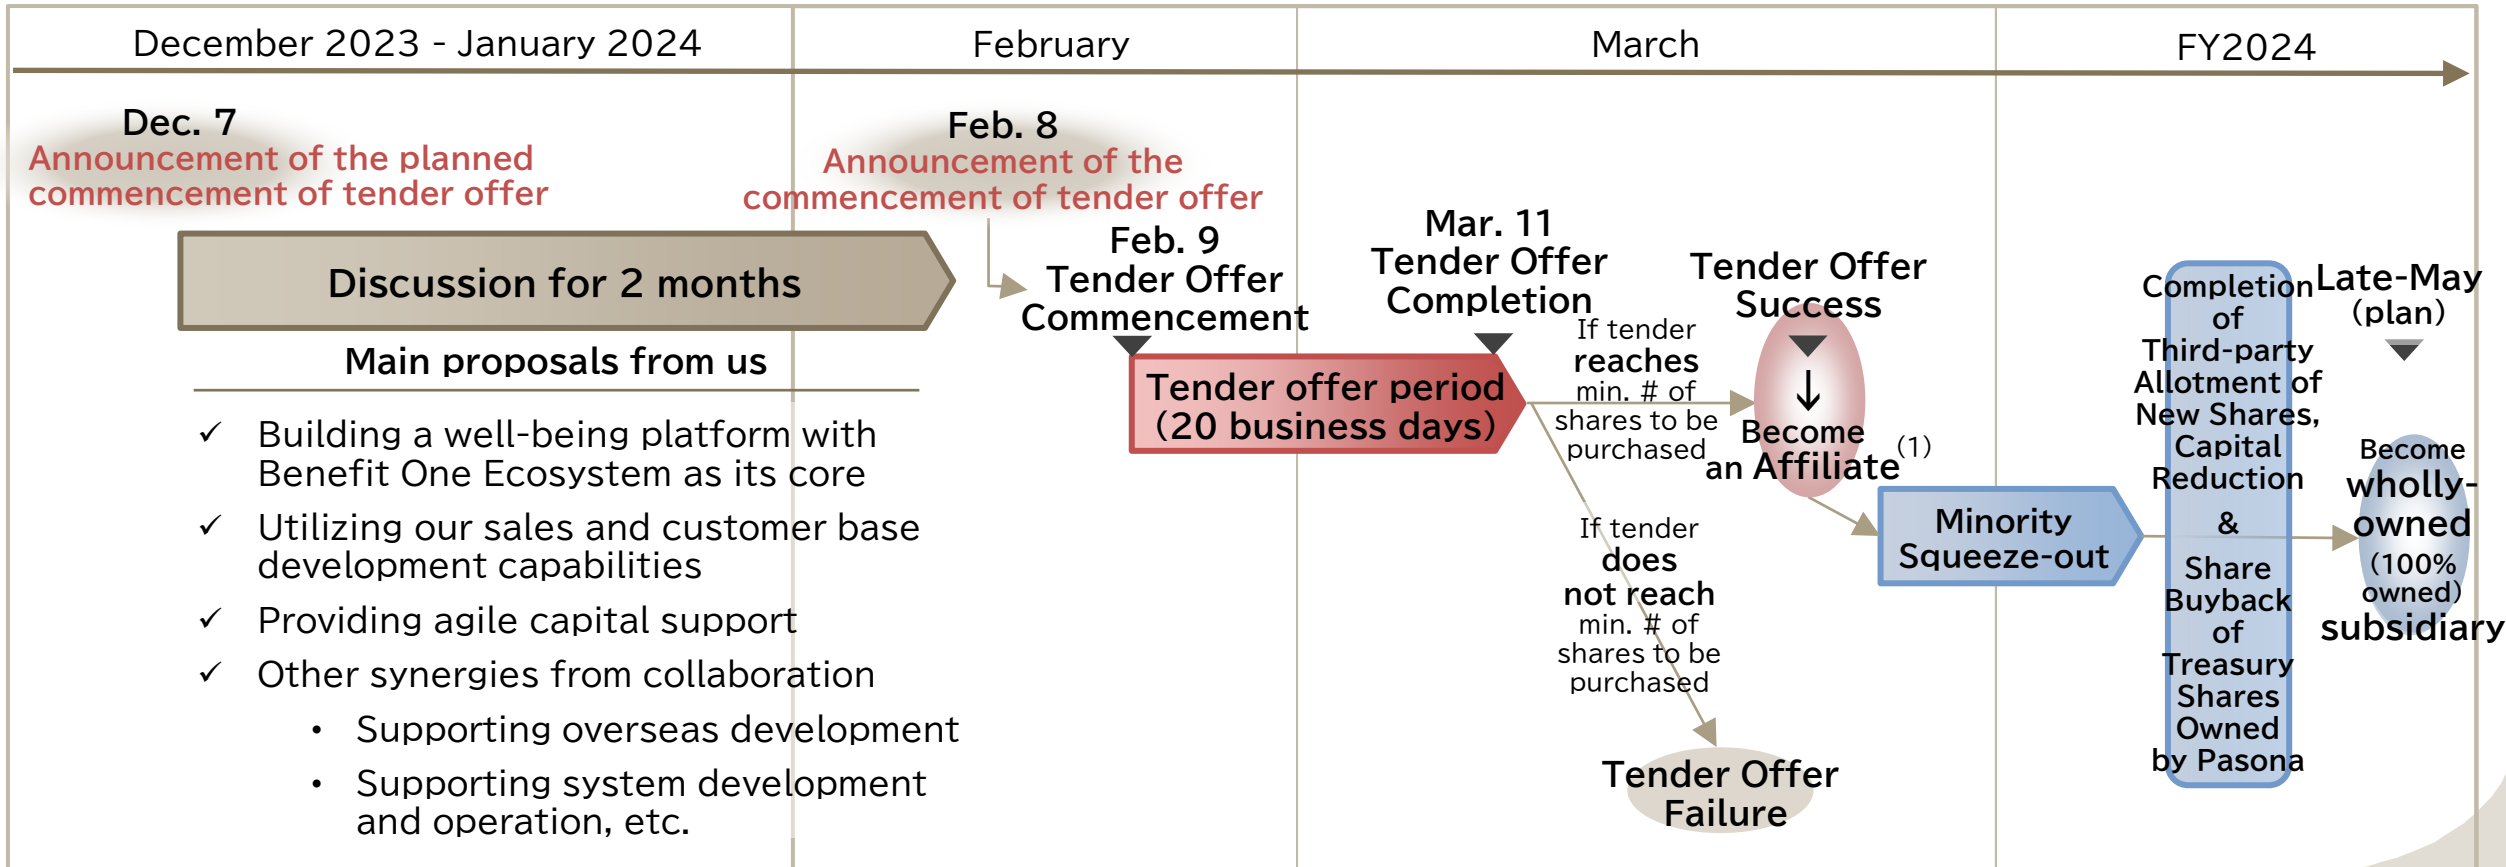 December 2023 - January 2024
February
March
FY2024
Dec. 7
Announcement of the planned
commencement of tender offer
Feb. 8
Announcement of the
commencement of tender offer
Discussion for 2 months
Main proposals from us
✓ Building a well-being platform with
Benefit One Ecosystem as its core
✓ Utilizing our sales and customer base
development capabilities
✓ Providing agile capital support
✓ Other synergies from collaboration
• Supporting overseas development
• Supporting system development
and operation, etc.
Feb. 9
Tender Offer
Commencement
Mar. 11
Tender Offer
Completion
Tender offer period
(20 business days)
If tender
reaches
min. # of
shares to be
purchased
If tender
does
not reach
min. # of
shares to be
purchased
Tender Offer
Success
↓
Become
an Affiliate(1)
Tender Offer
Failure
Minority
Squeeze-out
Completion
of
Third-party
Allotment of
New Shares,
Capital
Reduction
&
Share
Buyback
of
Treasury
Shares
Owned
by Pasona
Late-May
(plan)
Become
wholly-
owned
(100%
owned)
subsidiary